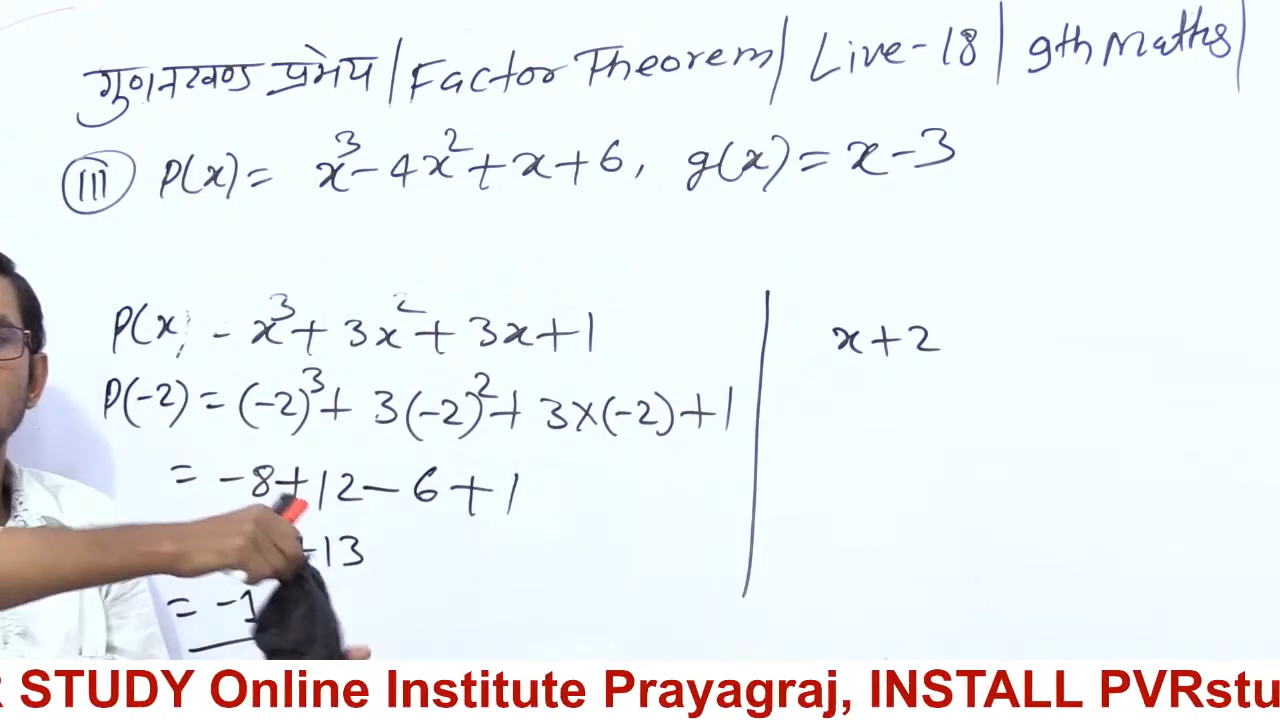 गुणनखण्ड प्रमेय | Factor Theorem | Live-18 | 9th Maths |
(III) P(x) = x³-4x²+x+6, g(x) = x-3
P(x) - x³+3x²+3x+1
x+2
P(-2) = (-2)³+3(-2)²+3×(-2)+1
= -8+12-6+1
+13
= -1
STUDY Online Institute Prayagraj, INSTALL